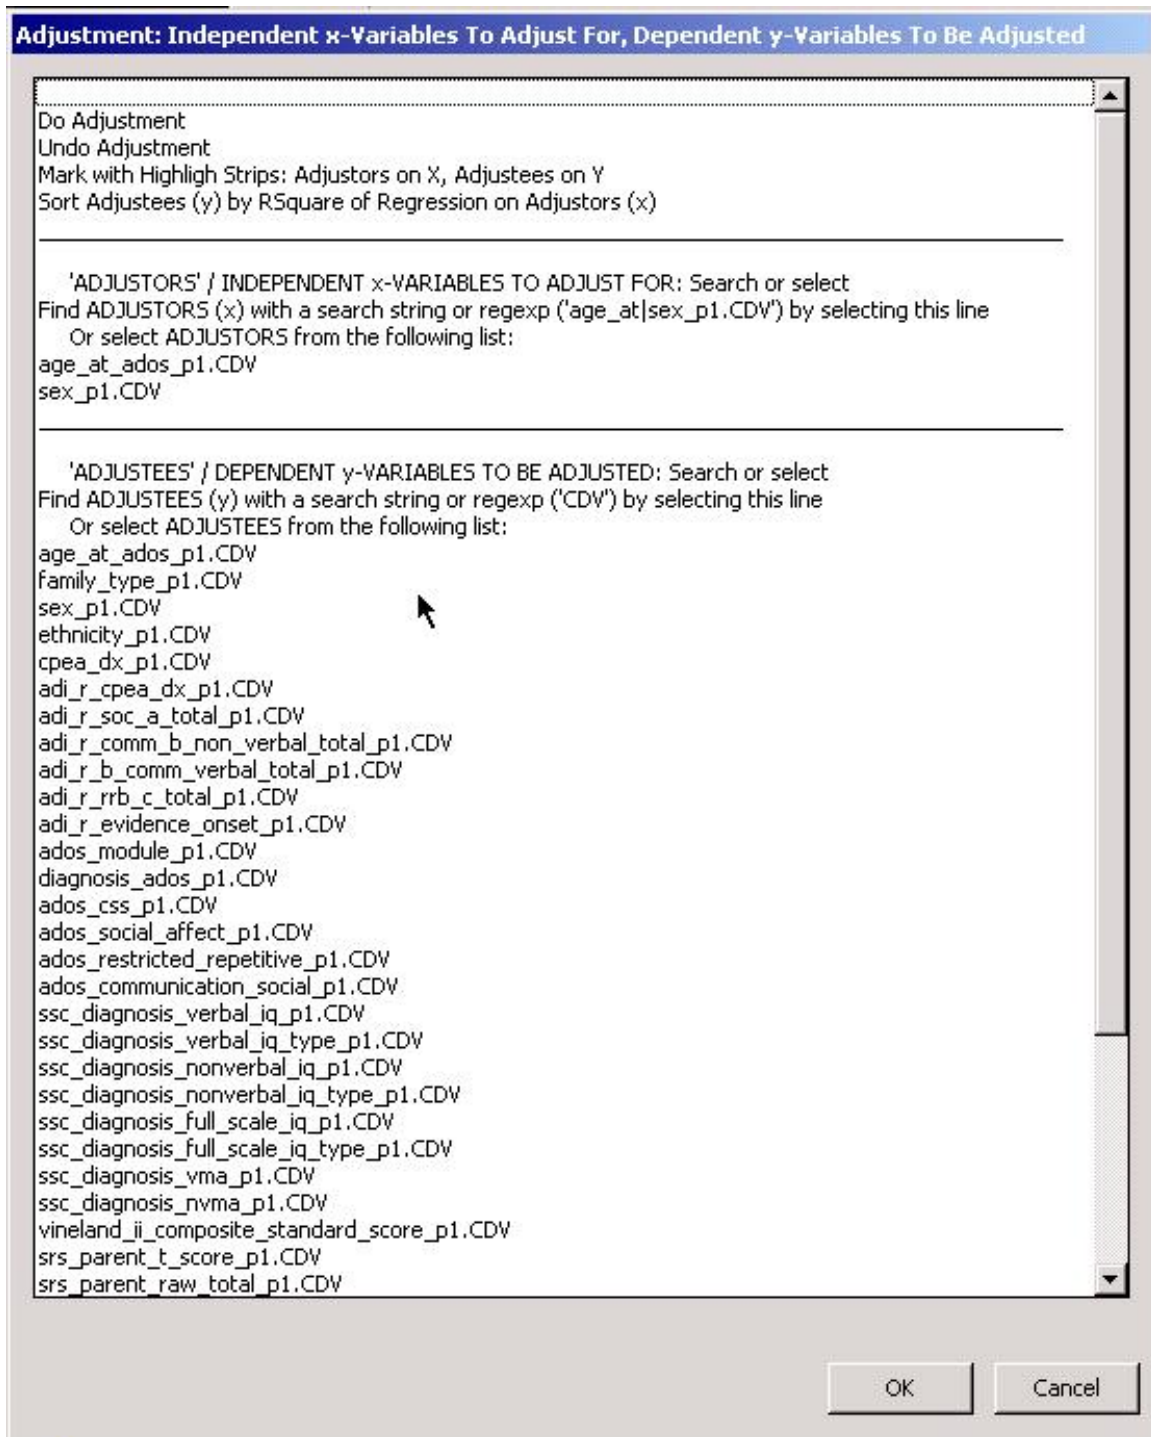 Adjustment: Independent x-Variables To Adjust For, Dependent y-Variables To Be Adjusted
Do Adjustment
Undo Adjustment
Mark with Highligh Strips: Adjustors on X, Adjustees on Y
Sort Adjustees (y) by RSquare of Regression on Adjustors (x)
'ADJUSTORS' / INDEPENDENT x-VARIABLES TO ADJUST FOR: Search or select
Find ADJUSTORS (x) with a search string or regexp ('age_at|sex_p1.CDV') by selecting this line
Or select ADJUSTORS from the following list:
age_at_ados_p1.CDV
sex_p1.CDV
'ADJUSTEES' / DEPENDENT y-VARIABLES TO BE ADJUSTED: Search or select
Find ADJUSTEES (y) with a search string or regexp ('CDV') by selecting this line
Or select ADJUSTEES from the following list:
age_at_ados_p1.CDV
family_type_p1.CDV
sex_p1.CDV
ethnicity_p1.CDV
cpea_dx_p1.CDV
adi_r_cpea_dx_p1.CDV
adi_r_soc_a_total_p1.CDV
adi_r_comm_b_non_verbal_total_p1.CDV
adi_r_b_comm_verbal_total_p1.CDV
adi_r_rrb_c_total_p1.CDV
adi_r_evidence_onset_p1.CDV
ados_module_p1.CDV
diagnosis_ados_p1.CDV
ados_css_p1.CDV
ados_social_affect_p1.CDV
ados_restricted_repetitive_p1.CDV
ados_communication_social_p1.CDV
ssc_diagnosis_verbal_iq_p1.CDV
ssc_diagnosis_verbal_iq_type_p1.CDV
ssc_diagnosis_nonverbal_iq_p1.CDV
ssc_diagnosis_nonverbal_iq_type_p1.CDV
ssc_diagnosis_full_scale_iq_p1.CDV
ssc_diagnosis_full_scale_iq_type_p1.CDV
ssc_diagnosis_vma_p1.CDV
ssc_diagnosis_nvma_p1.CDV
vineland_ii_composite_standard_score_p1.CDV
srs_parent_t_score_p1.CDV
srs_parent_raw_total_p1.CDV
OK
Cancel